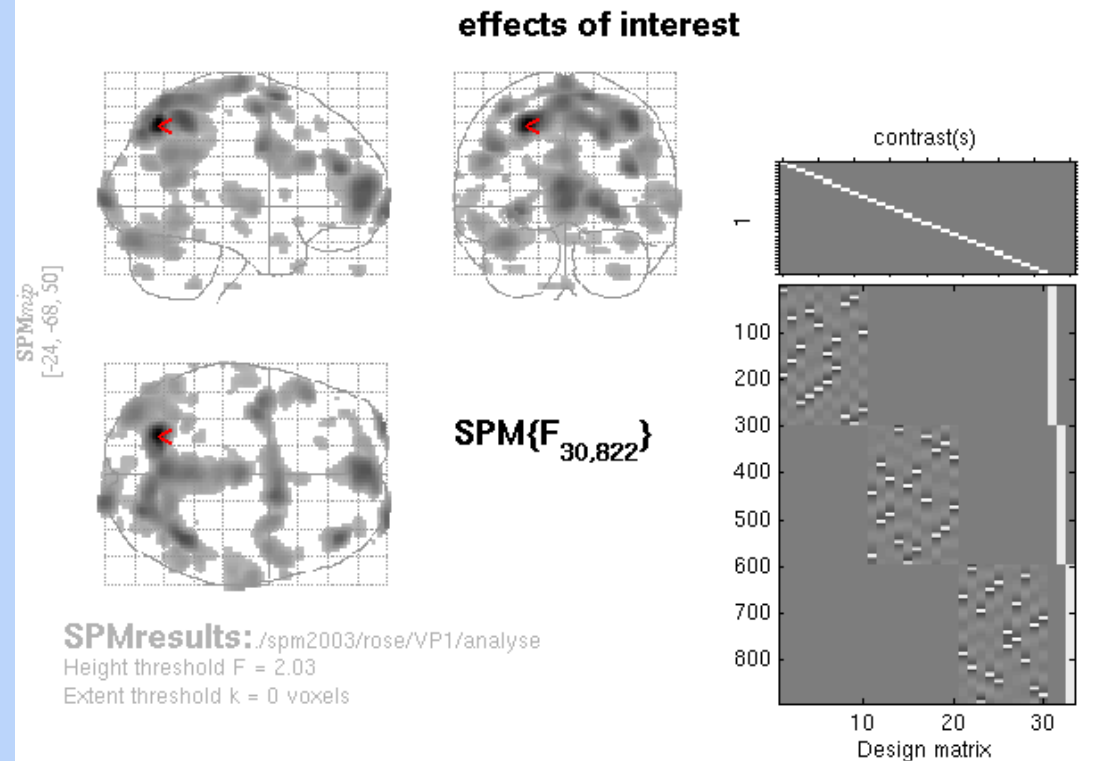 effects of interest
SPMmip
[-24, -68, 50]
SPM{F30,822}
SPMresults: ./spm2003/rose/VP1/analyse
Height threshold F = 2.03
Extent threshold k = 0 voxels
contrast(s)
1
100
200
300
400
500
600
700
800
10 20 30
Design matrix